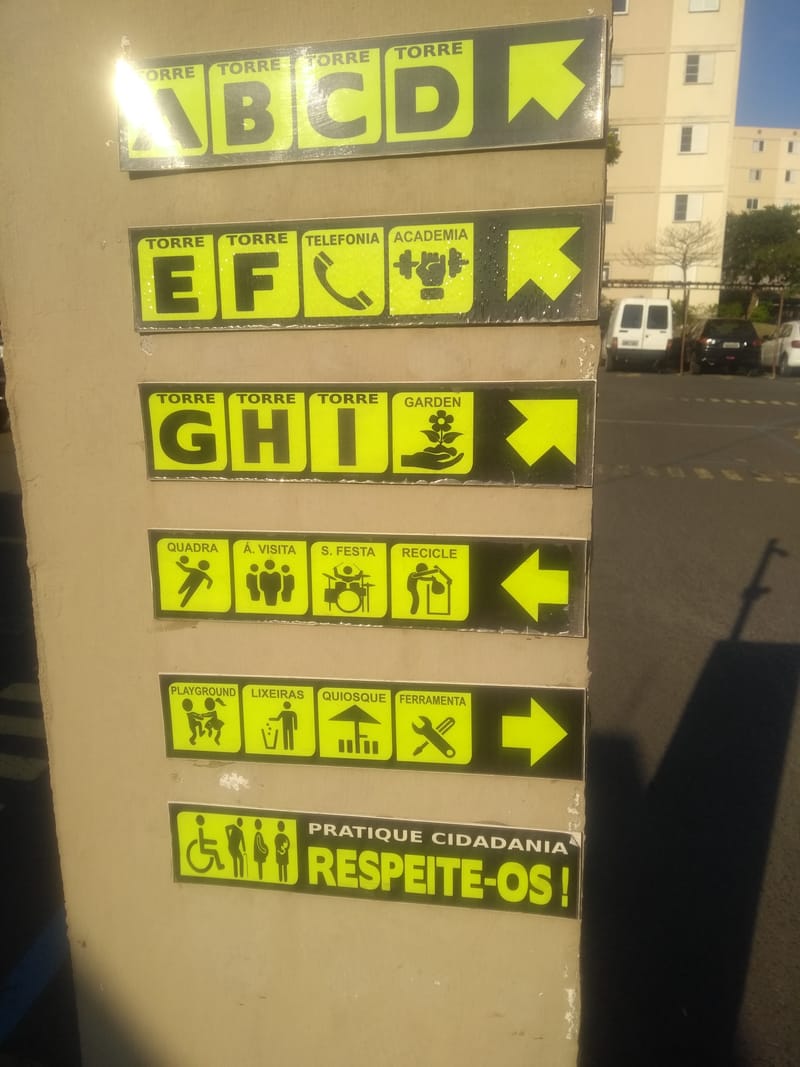 TORRE TORRE TORRE TORRE
A B C D
TORRE TORRE TELEFONIA ACADEMIA
E F
TORRE TORRE TORRE GARDEN
G H I
QUADRA Á. VISITA S. FESTA RECICLE
PLAYGROUND LIXEIRAS QUIOSQUE FERRAMENTA
PRATIQUE CIDADANIA
RESPEITE-OS!